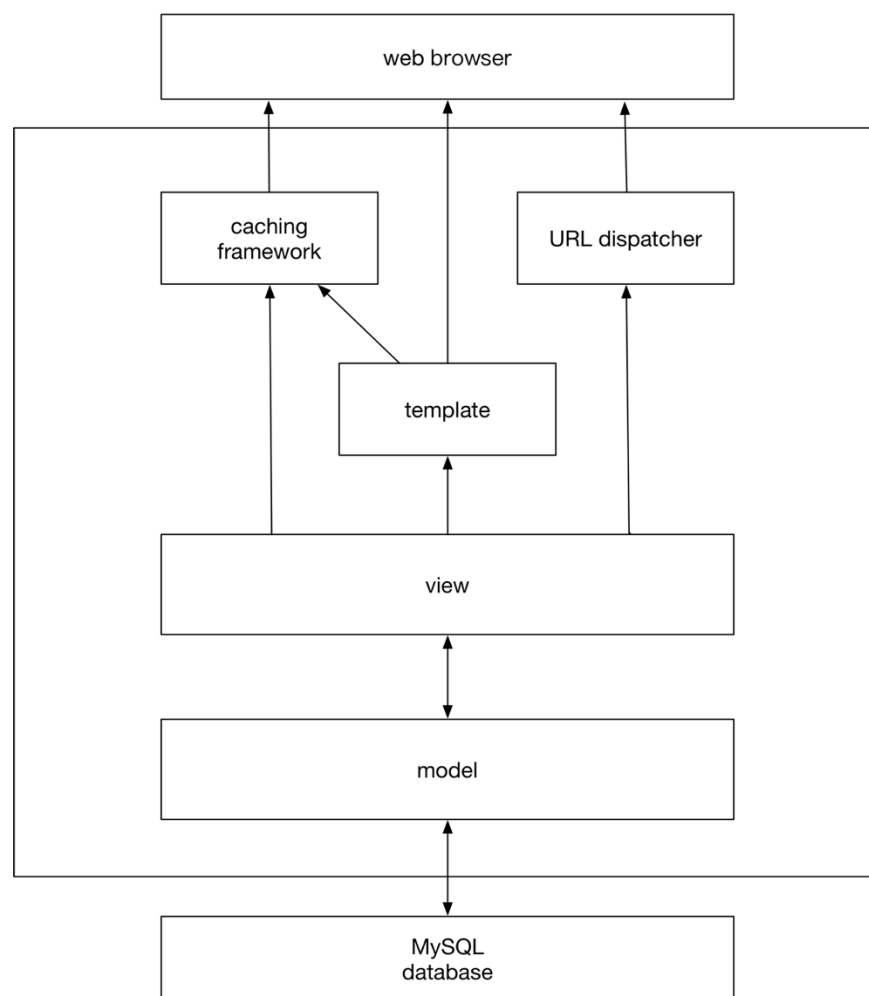 web browser
caching
framework
URL dispatcher
template
view
model
MySQL
database